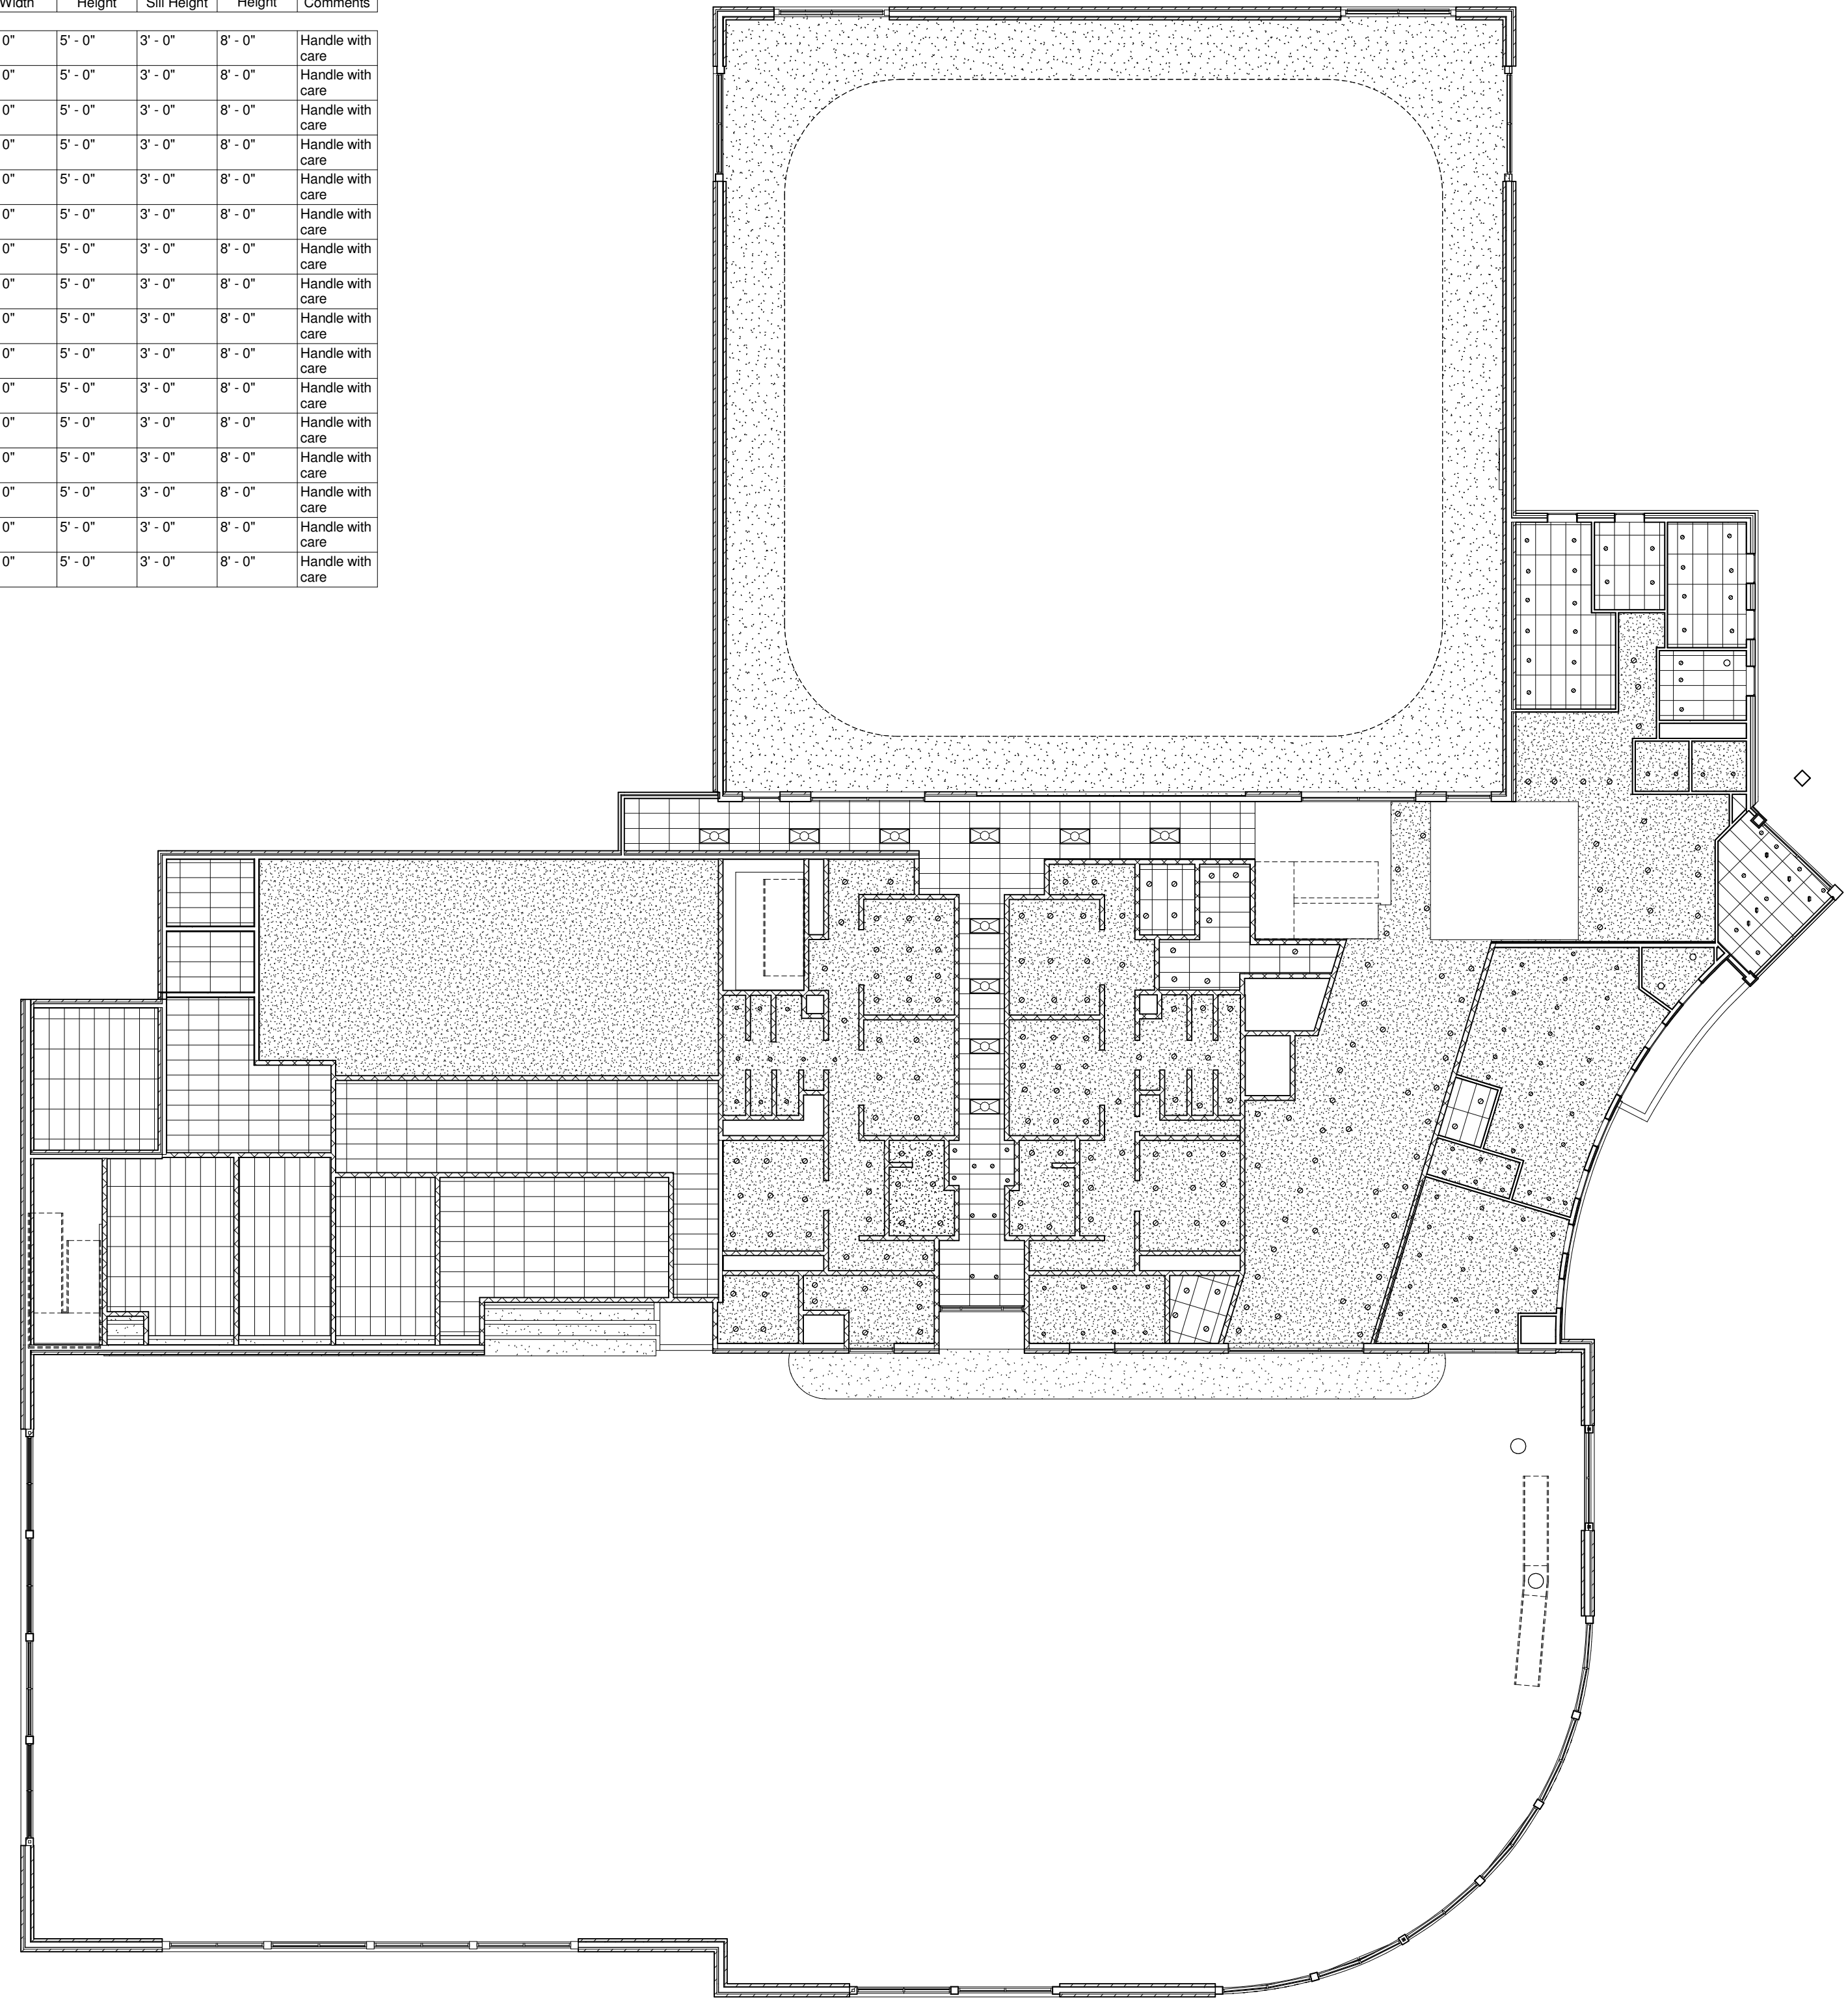 Width Height Sill Height Height Comments
0" 5' - 0" 3' - 0" 8' - 0" Handle with
care
0" 5' - 0" 3' - 0" 8' - 0" Handle with
care
0" 5' - 0" 3' - 0" 8' - 0" Handle with
care
0" 5' - 0" 3' - 0" 8' - 0" Handle with
care
0" 5' - 0" 3' - 0" 8' - 0" Handle with
care
0" 5' - 0" 3' - 0" 8' - 0" Handle with
care
0" 5' - 0" 3' - 0" 8' - 0" Handle with
care
0" 5' - 0" 3' - 0" 8' - 0" Handle with
care
0" 5' - 0" 3' - 0" 8' - 0" Handle with
care
0" 5' - 0" 3' - 0" 8' - 0" Handle with
care
0" 5' - 0" 3' - 0" 8' - 0" Handle with
care
0" 5' - 0" 3' - 0" 8' - 0" Handle with
care
0" 5' - 0" 3' - 0" 8' - 0" Handle with
care
0" 5' - 0" 3' - 0" 8' - 0" Handle with
care
0" 5' - 0" 3' - 0" 8' - 0" Handle with
care
0" 5' - 0" 3' - 0" 8' - 0" Handle with
care